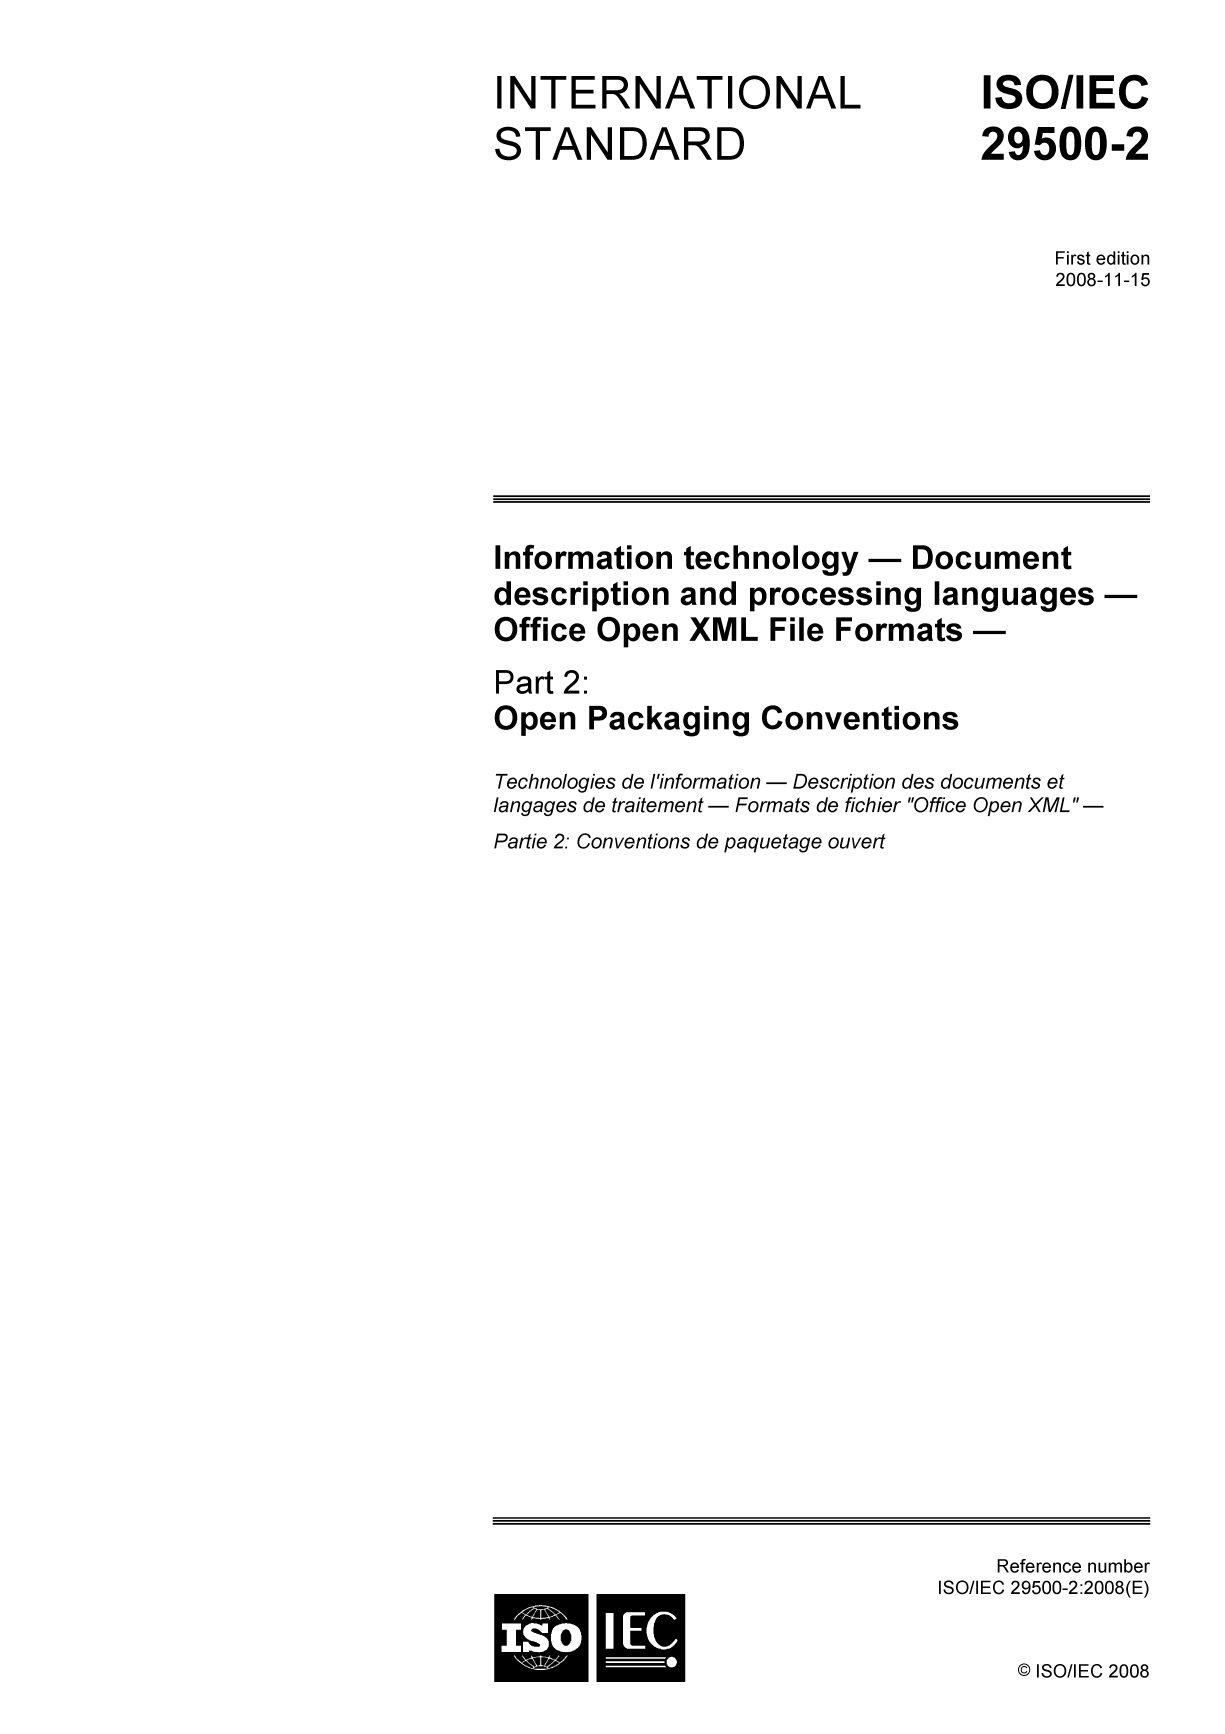 INTERNATIONAL STANDARD
ISO/IEC 29500-2
First edition
2008-11-15
Information technology — Document
description and processing languages —
Office Open XML File Formats —
Part 2:
Open Packaging Conventions
Technologies de l'information — Description des documents et
langages de traitement — Formats de fichier "Office Open XML" —
Partie 2: Conventions de paquetage ouvert
Reference number
ISO/IEC 29500-2:2008(E)
ISO IEC
© ISO/IEC 2008